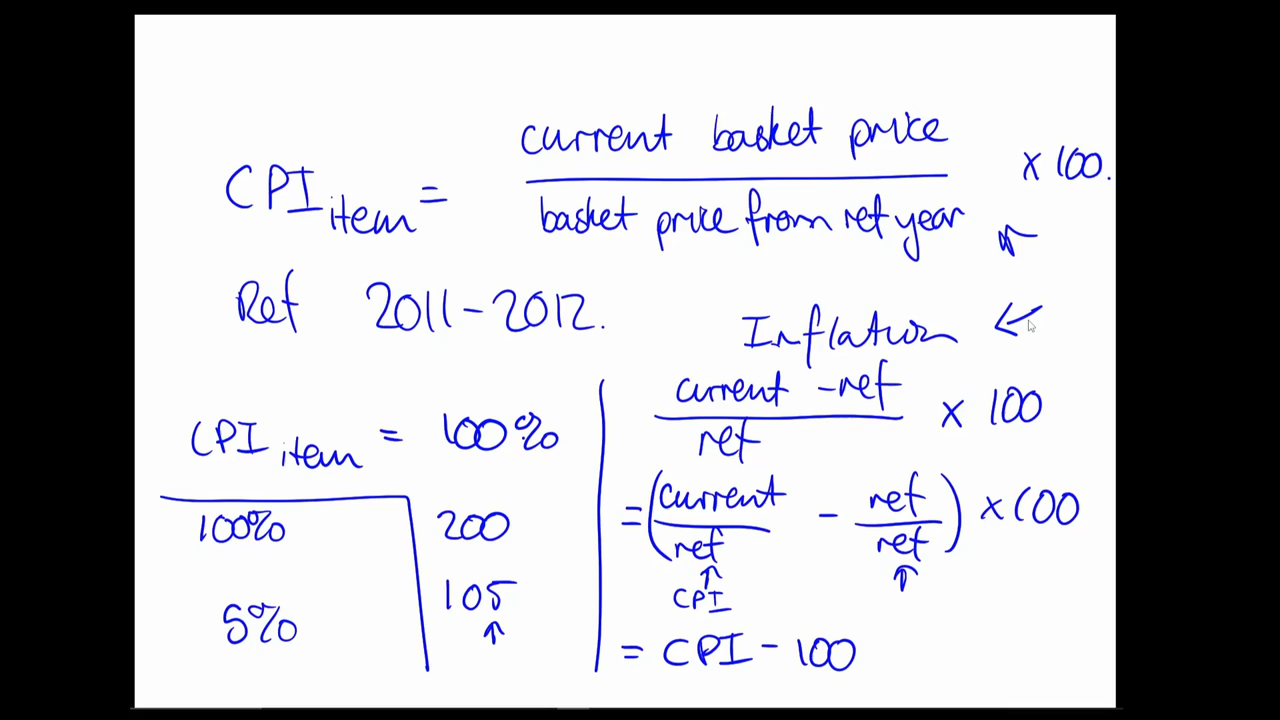 current basket price
CPI item = × 100.
basket price from ref year
Ref 2011-2012.
Inflation
current - ref
× 100
ref
CPI item = 100%
100% 200
5% 105
= (current/ref - ref/ref) × 100
CPI
= CPI - 100